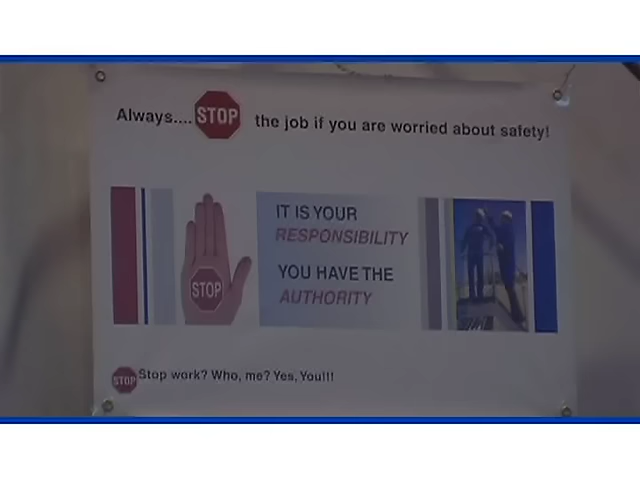 Always.... STOP the job if you are worried about safety!
IT IS YOUR
RESPONSIBILITY
YOU HAVE THE
AUTHORITY
STOP
STOP Stop work? Who, me? Yes, You!!!